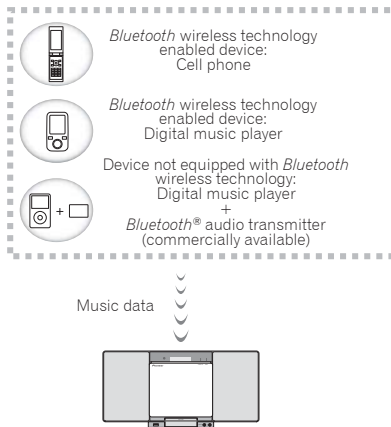 Bluetooth wireless technology
enabled device:
Cell phone
Bluetooth wireless technology
enabled device:
Digital music player
Device not equipped with Bluetooth
wireless technology:
Digital music player
+
Bluetooth® audio transmitter
(commercially available)
+
Music data